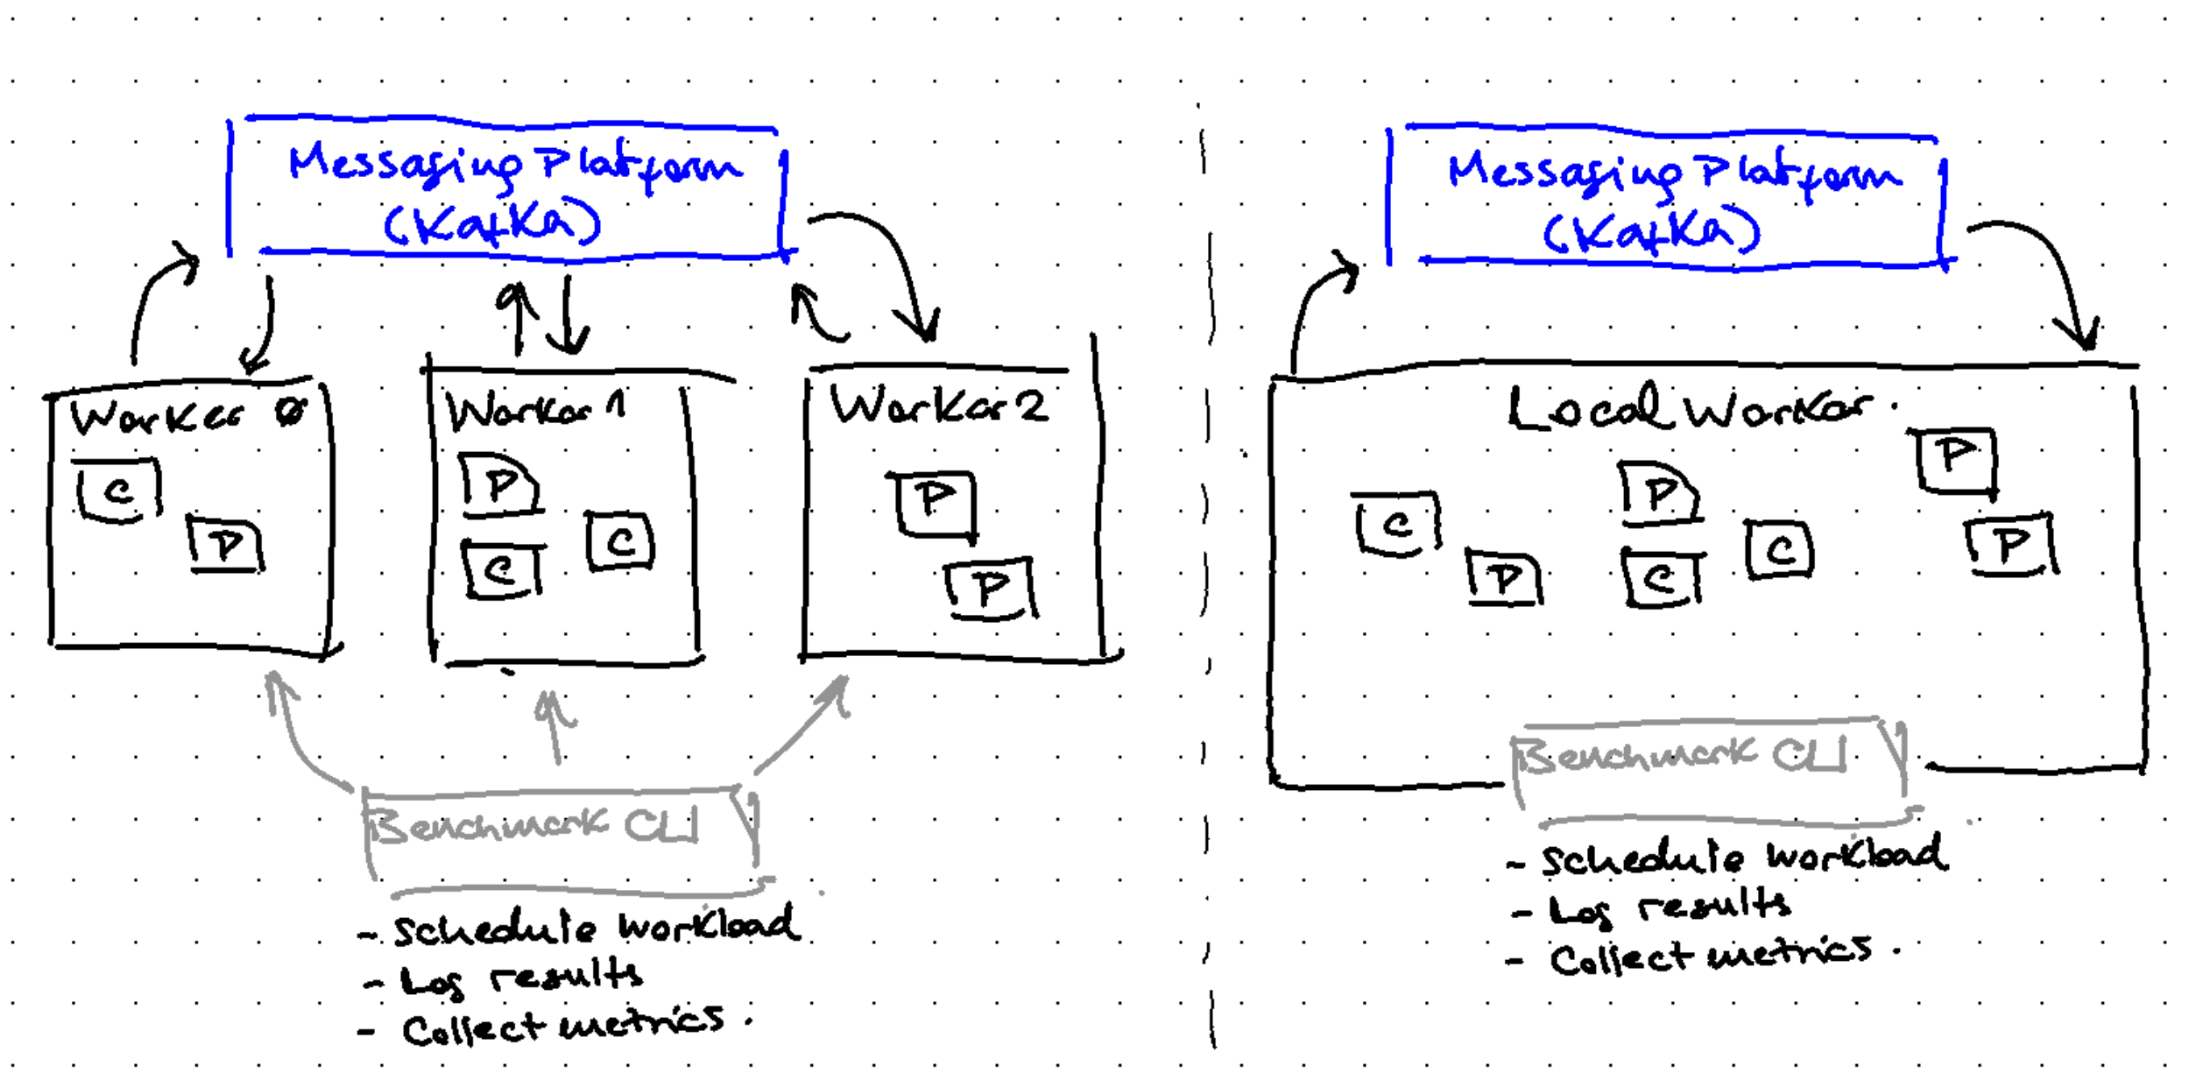 Messaging Platform
(Kafka)
Worker 0
C
P
Worker 1
P
C
C
Worker 2
P
P
Benchmark CLI
- Schedule workload
- Log results
- Collect metrics.
Messaging Platform
(Kafka)
Local Worker.
C
P
P
C
C
P
P
Benchmark CLI
- Schedule workload
- Log results
- Collect metrics.